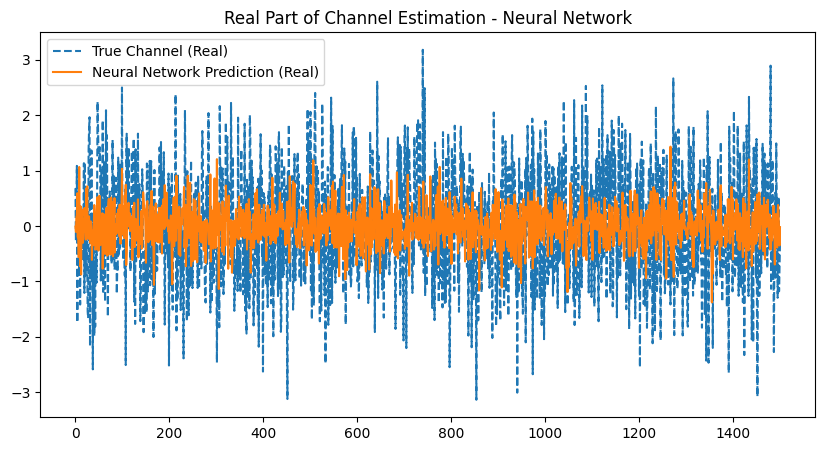 Real Part of Channel Estimation - Neural Network
True Channel (Real)
Neural Network Prediction (Real)
3
2
1
0
−1
−2
−3
0 200 400 600 800 1000 1200 1400